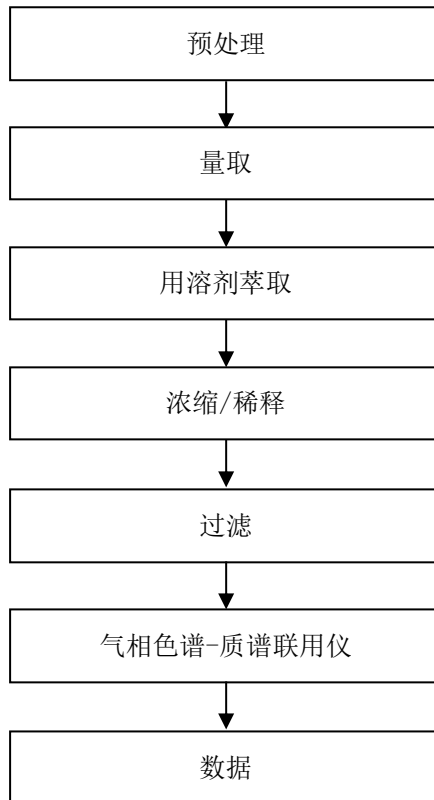 预处理
量取
用溶剂萃取
浓缩/稀释
过滤
气相色谱-质谱联用仪
数据